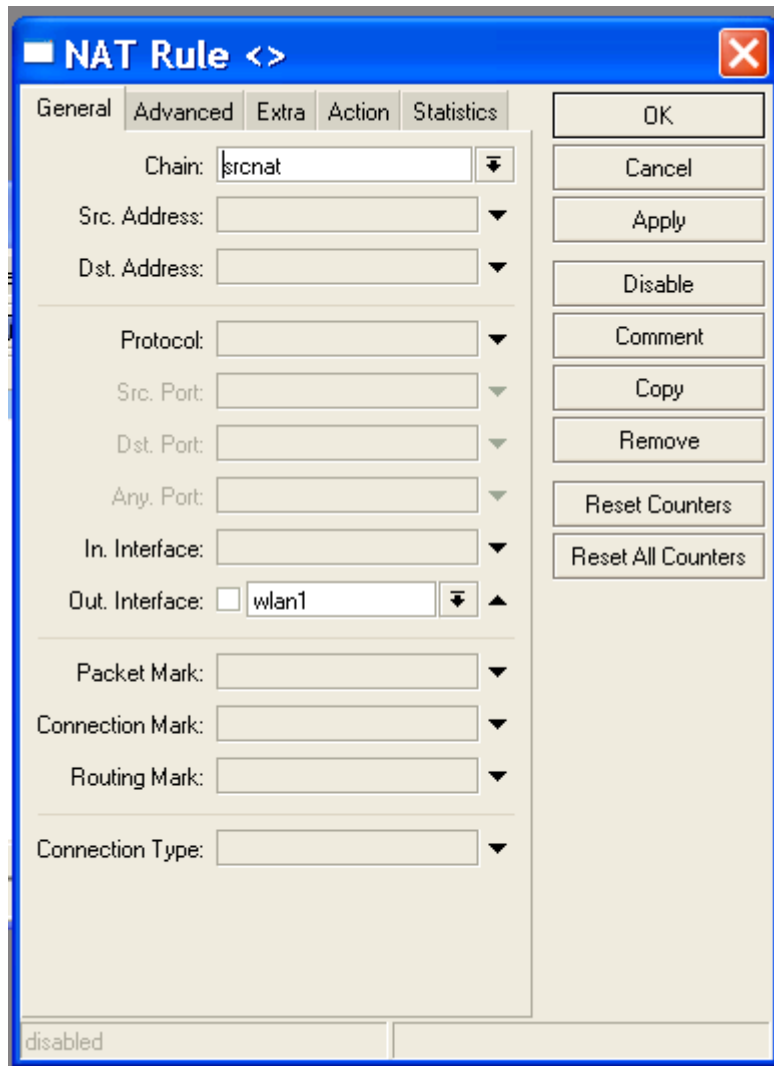 NAT Rule <>
General Advanced Extra Action Statistics
OK
Chain: srcnat
Cancel
Src. Address:
Apply
Dst. Address:
Disable
Protocol:
Comment
Src. Port:
Copy
Dst. Port:
Remove
Any. Port:
Reset Counters
In. Interface:
Reset All Counters
Out. Interface: wlan1
Packet Mark:
Connection Mark:
Routing Mark:
Connection Type:
disabled